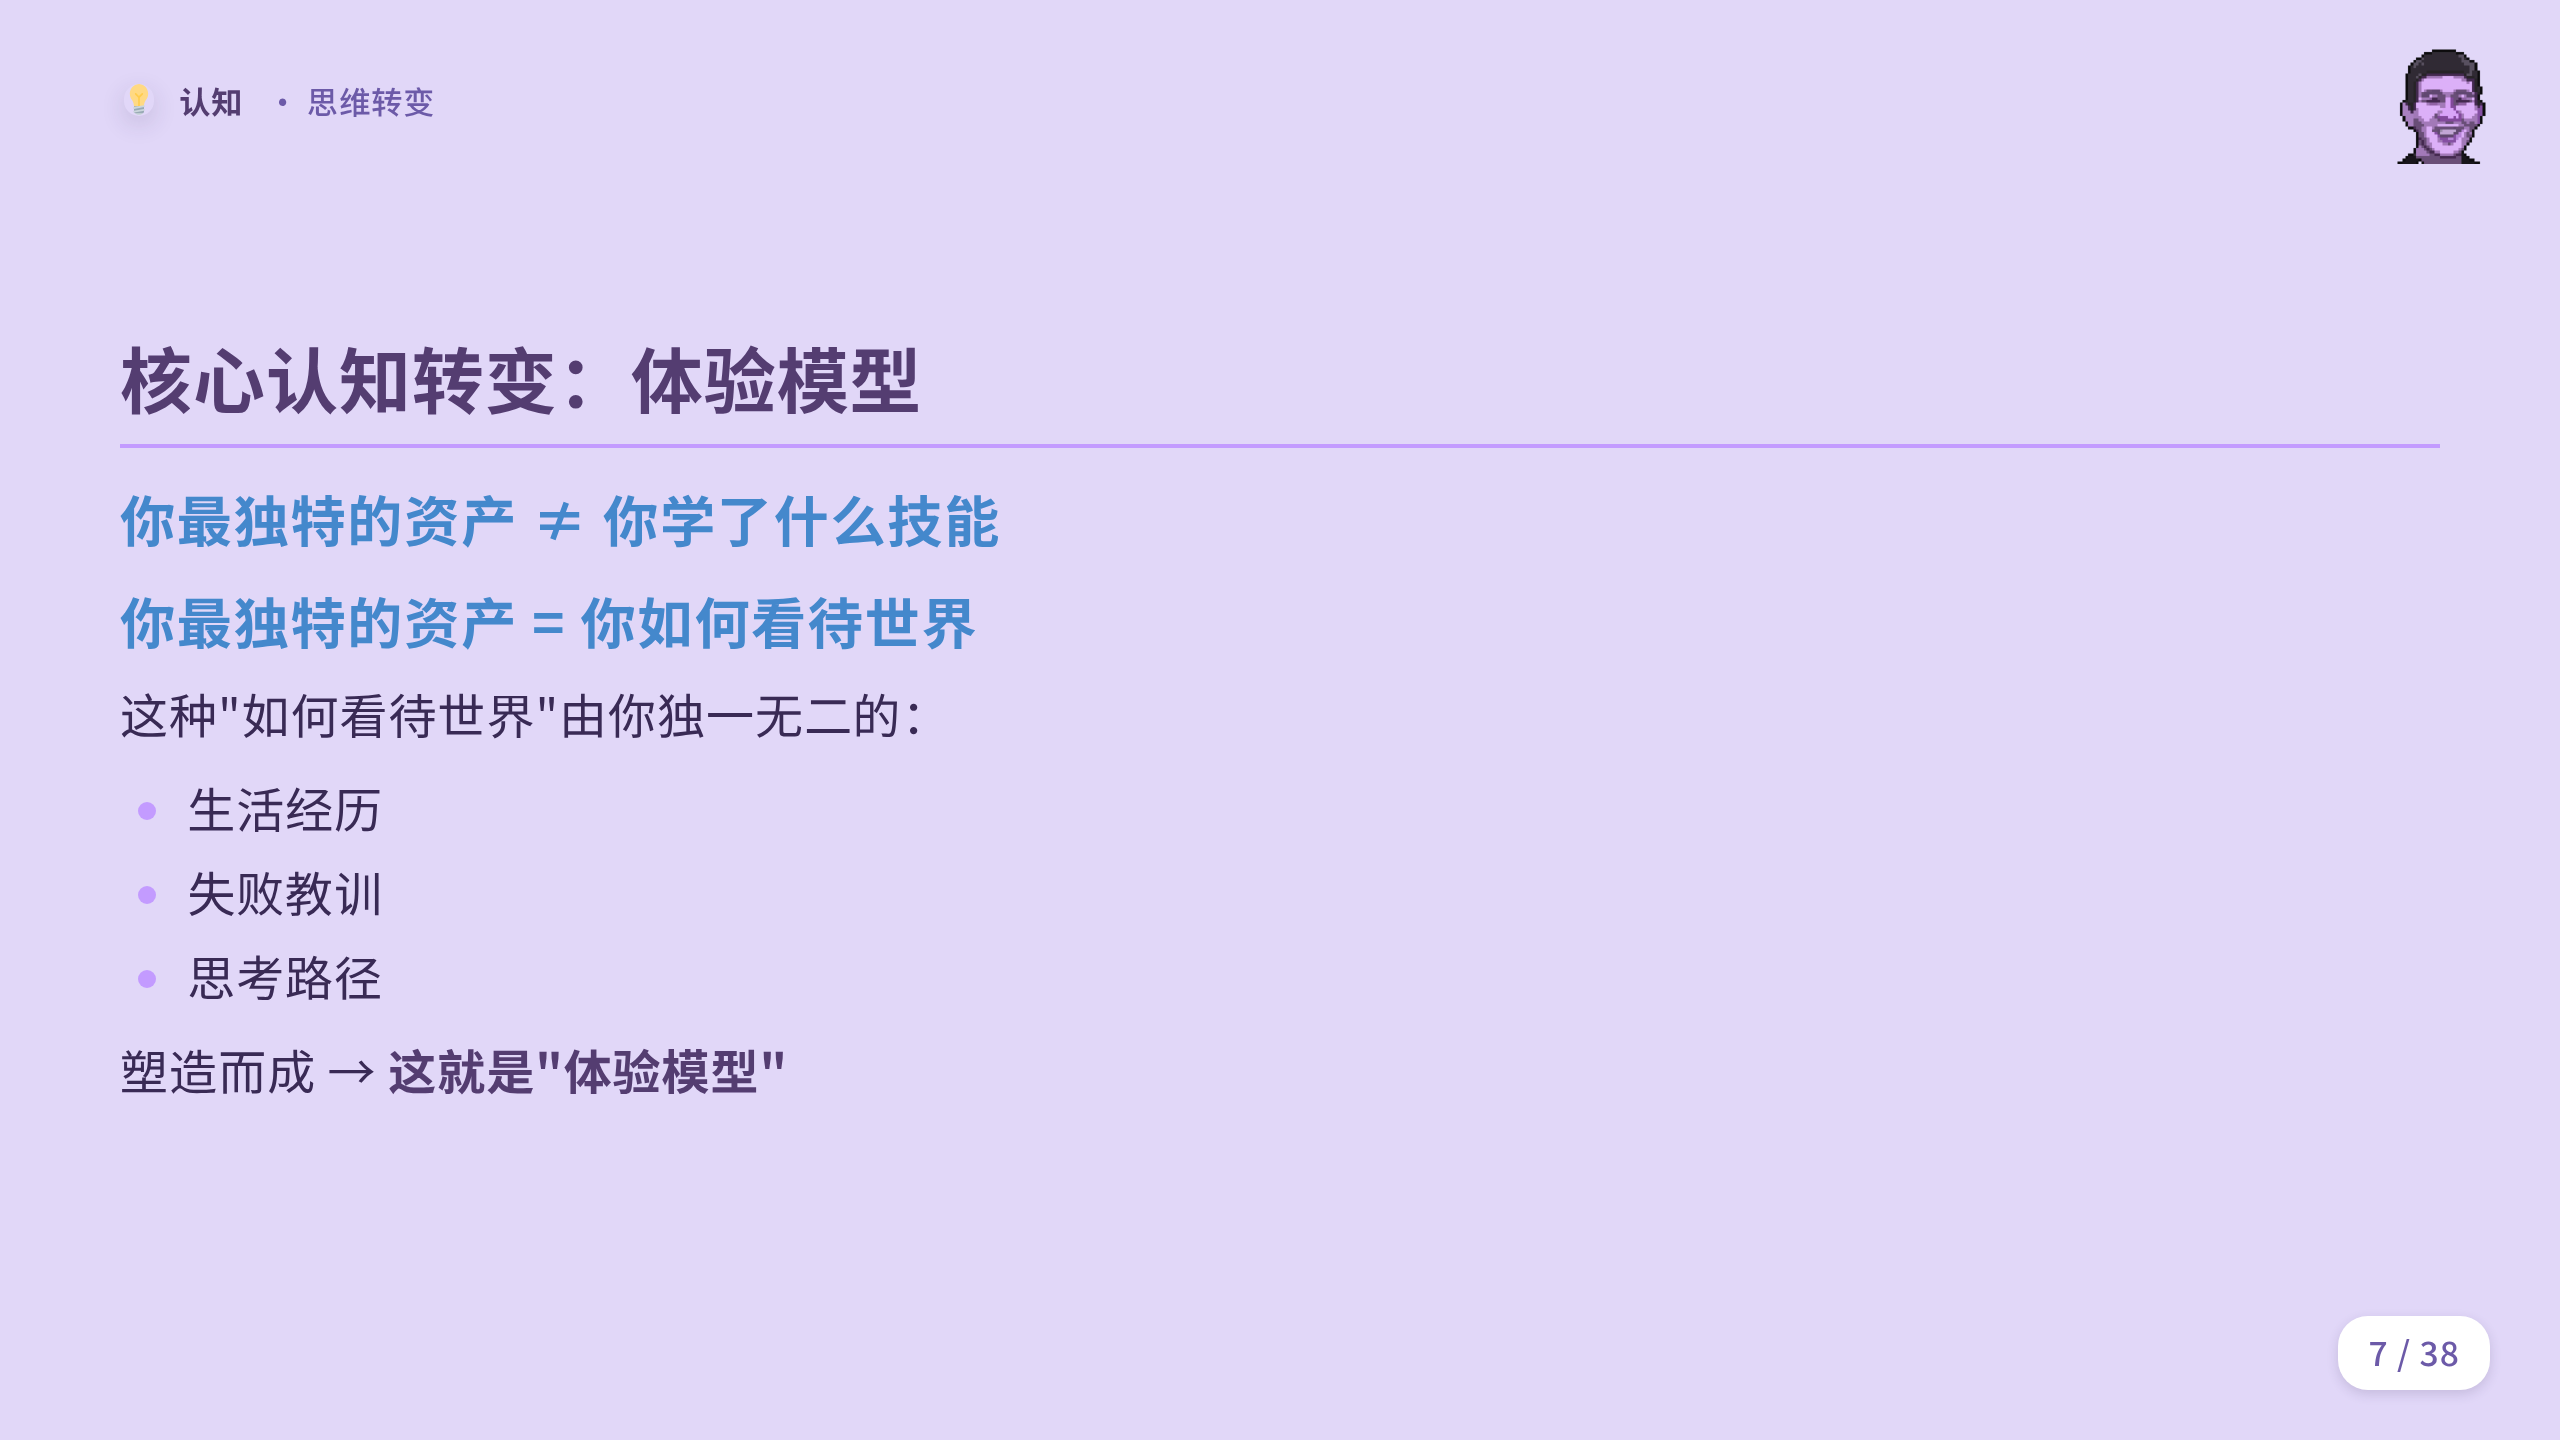 认知 • 思维转变
核心认知转变：体验模型
你最独特的资产 ≠ 你学了什么技能
你最独特的资产 = 你如何看待世界
这种"如何看待世界"由你独一无二的：
• 生活经历
• 失败教训
• 思考路径
塑造而成 → 这就是"体验模型"
7 / 38